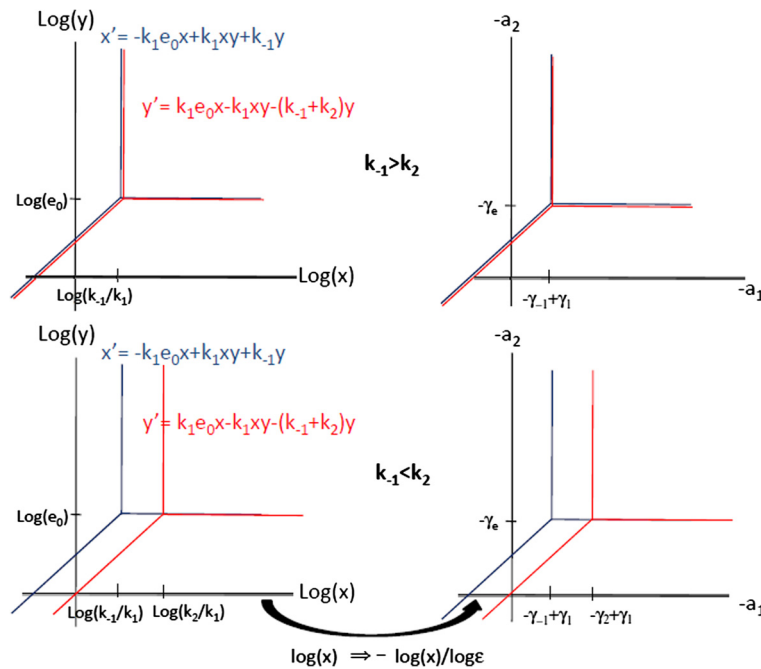 Log(y)
x’ = -k₁e₀x+k₁xy+k₋₁y
y’= k₁e₀x-k₁xy-(k₋₁+k₂)y
Log(e₀)
Log(k₋₁/k₁)
Log(x)
k₋₁>k₂
-a₂
-γₑ
-γ₋₁+γ₁
-a₁
Log(y)
x’ = -k₁e₀x+k₁xy+k₋₁y
y’= k₁e₀x-k₁xy-(k₋₁+k₂)y
Log(e₀)
Log(k₋₁/k₁)
Log(k₂/k₁)
Log(x)
k₋₁<k₂
-a₂
-γₑ
-γ₋₁+γ₁
-γ₂+γ₁
-a₁
log(x) ⇒ − log(x)/logε